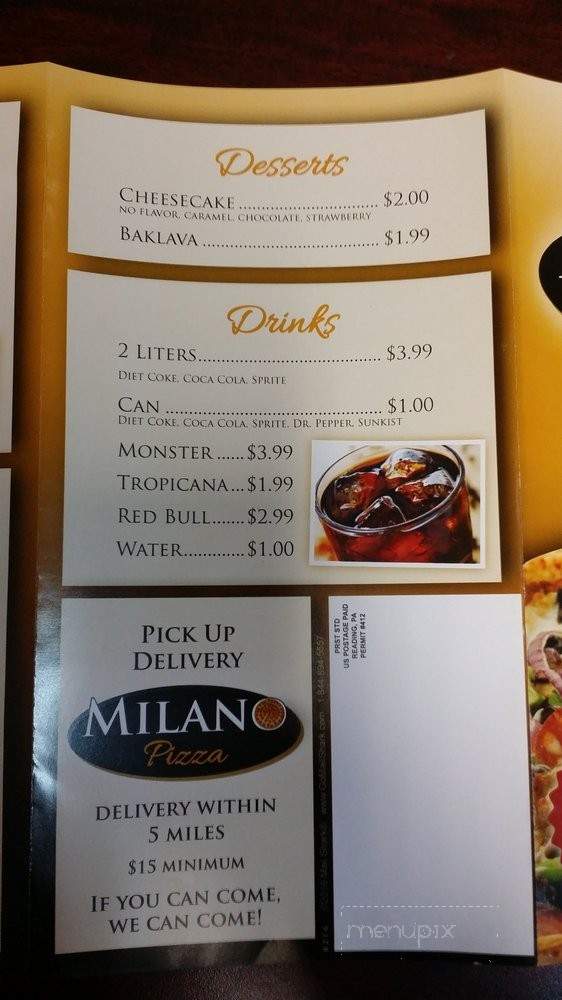 Desserts
CHEESECAKE ........................................ $2.00
NO FLAVOR, CARAMEL, CHOCOLATE, STRAWBERRY
BAKLAVA ........................................ $1.99
Drinks
2 LITERS........................................ $3.99
DIET COKE, COCA COLA, SPRITE
CAN ........................................ $1.00
DIET COKE, COCA COLA, SPRITE, DR. PEPPER, SUNKIST
MONSTER ...... $3.99
TROPICANA... $1.99
RED BULL....... $2.99
WATER............. $1.00
PICK UP
DELIVERY
MILANO
Pizza
DELIVERY WITHIN
5 MILES
$15 MINIMUM
IF YOU CAN COME,
WE CAN COME!
PRST STD
US POSTAGE PAID
READING, PA
PERMIT #412
menupix